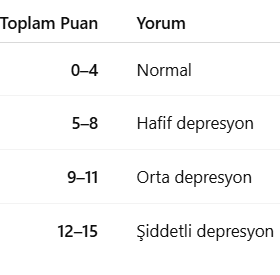 Toplam Puan Yorum
0–4 Normal
5–8 Hafif depresyon
9–11 Orta depresyon
12–15 Şiddetli depresyon